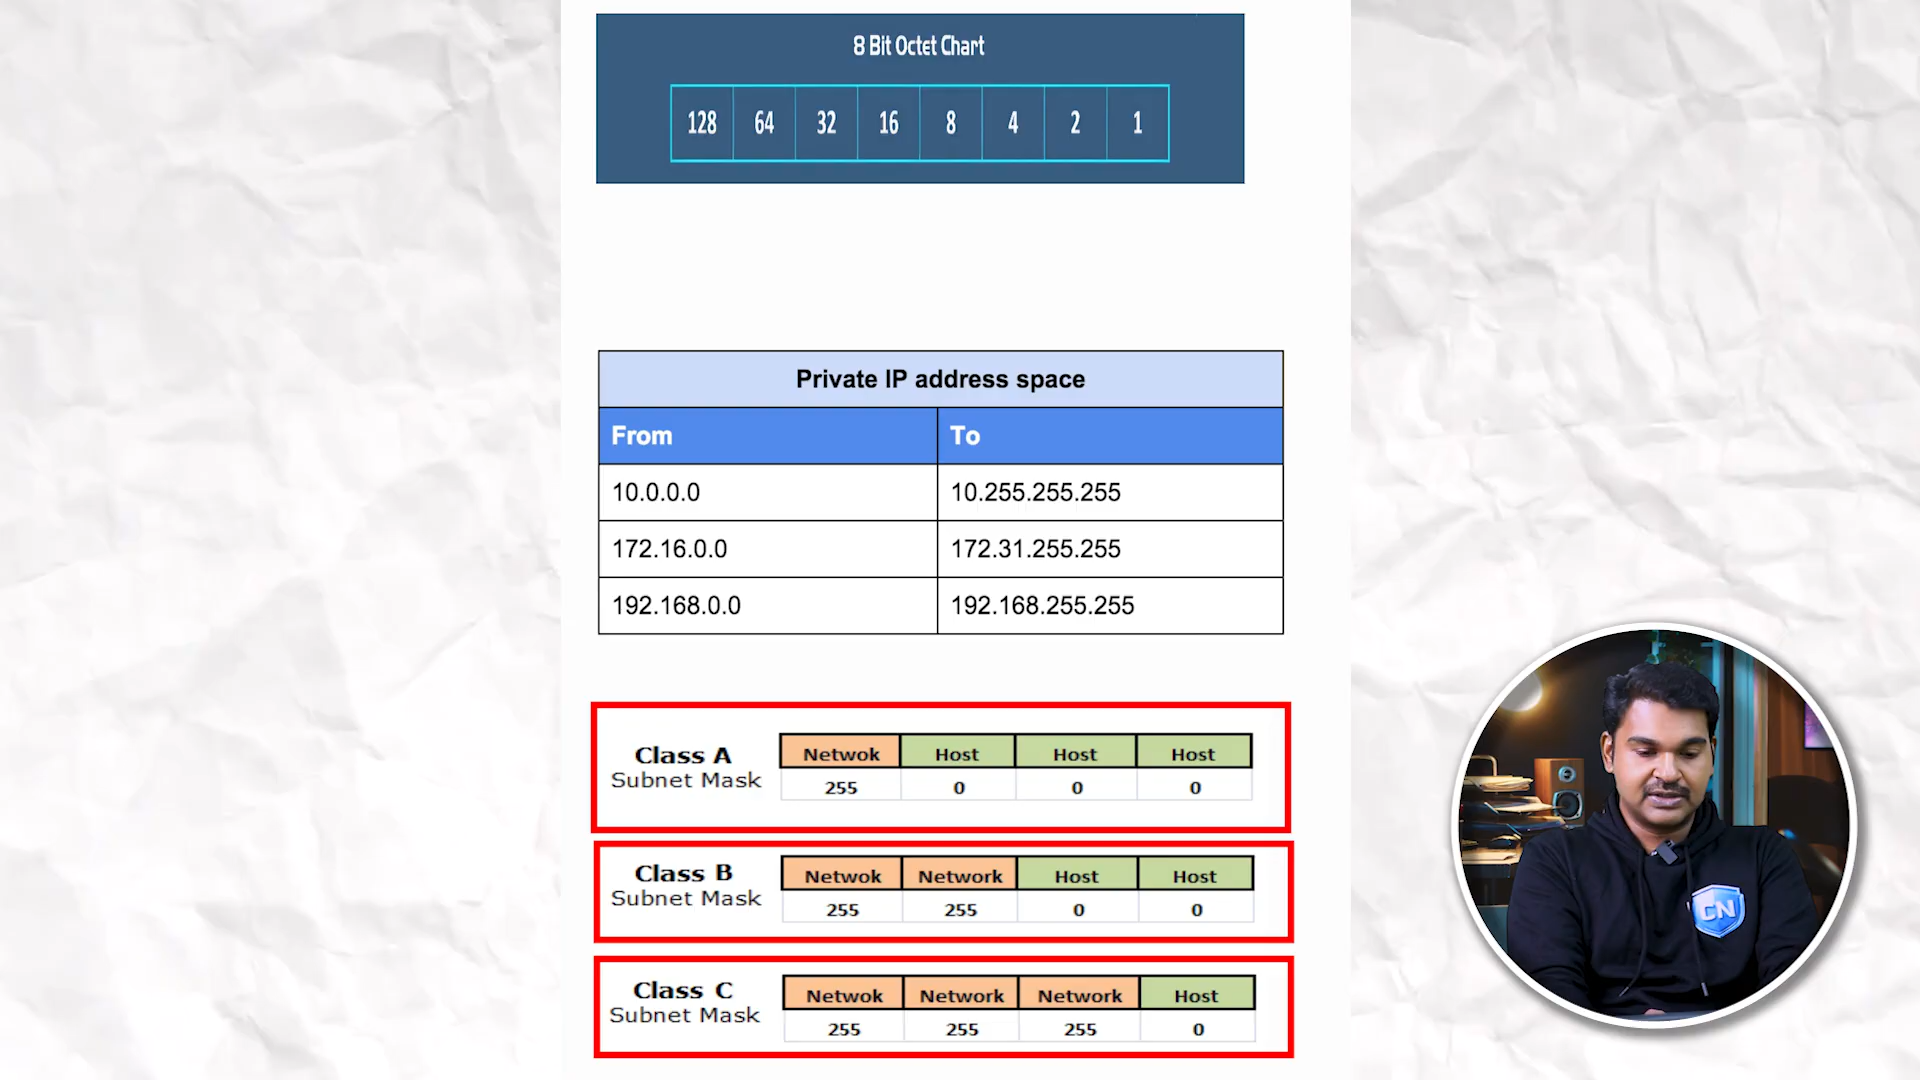 8 Bit Octet Chart
128 64 32 16 8 4 2 1
Private IP address space
From To
10.0.0.0 10.255.255.255
172.16.0.0 172.31.255.255
192.168.0.0 192.168.255.255
Class A
Subnet Mask
Netwok Host Host Host
255 0 0 0
Class B
Subnet Mask
Netwok Network Host Host
255 255 0 0
Class C
Subnet Mask
Netwok Network Network Host
255 255 255 0
CN